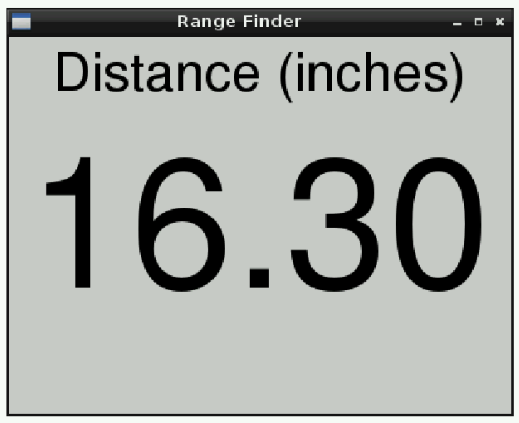 Range Finder
Distance (inches)
16.30